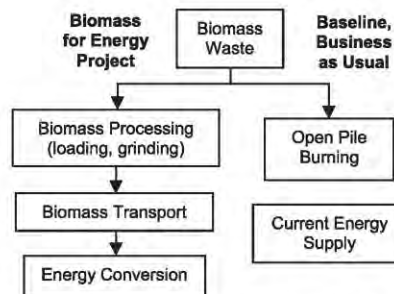 Biomass
for Energy
Project
Biomass
Waste
Baseline,
Business
as Usual
Biomass Processing
(loading, grinding)
Open Pile
Burning
Biomass Transport
Current Energy
Supply
Energy Conversion